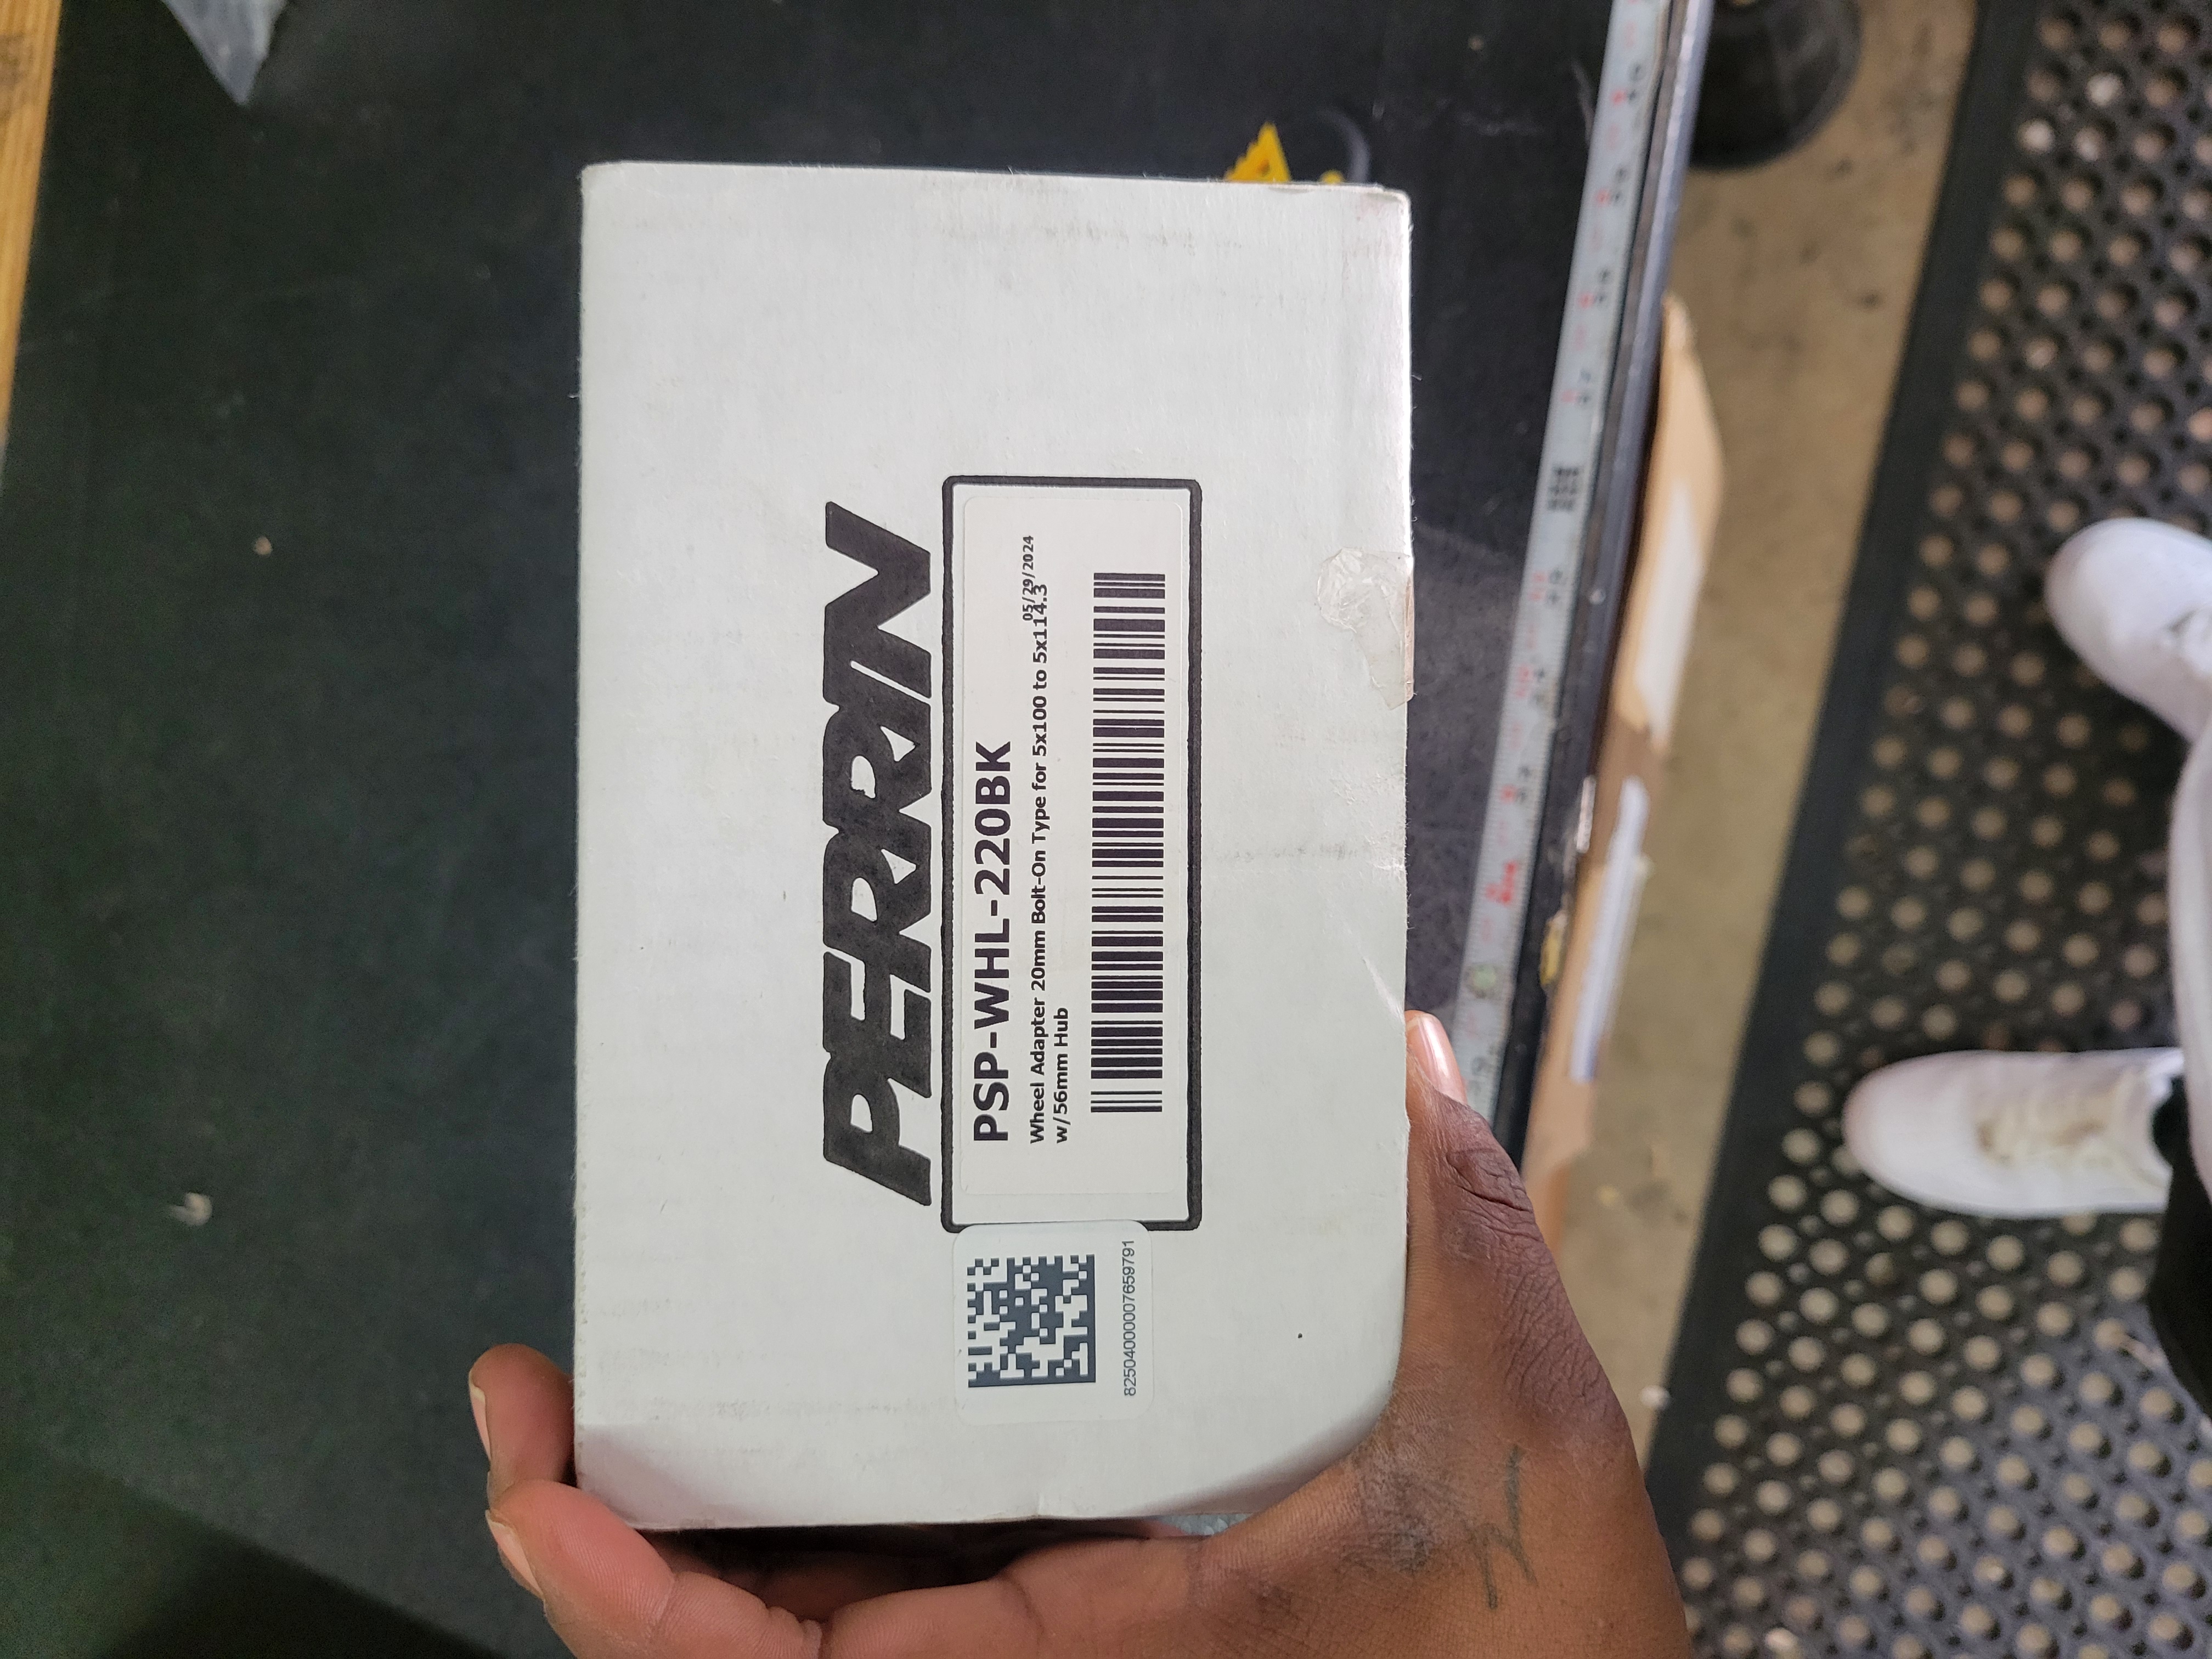 PERRIN
PSP-WHL-220BK
05/29/2024
Wheel Adapter 20mm Bolt-On Type for 5x100 to 5x114.3
w/56mm Hub
82504000007659791